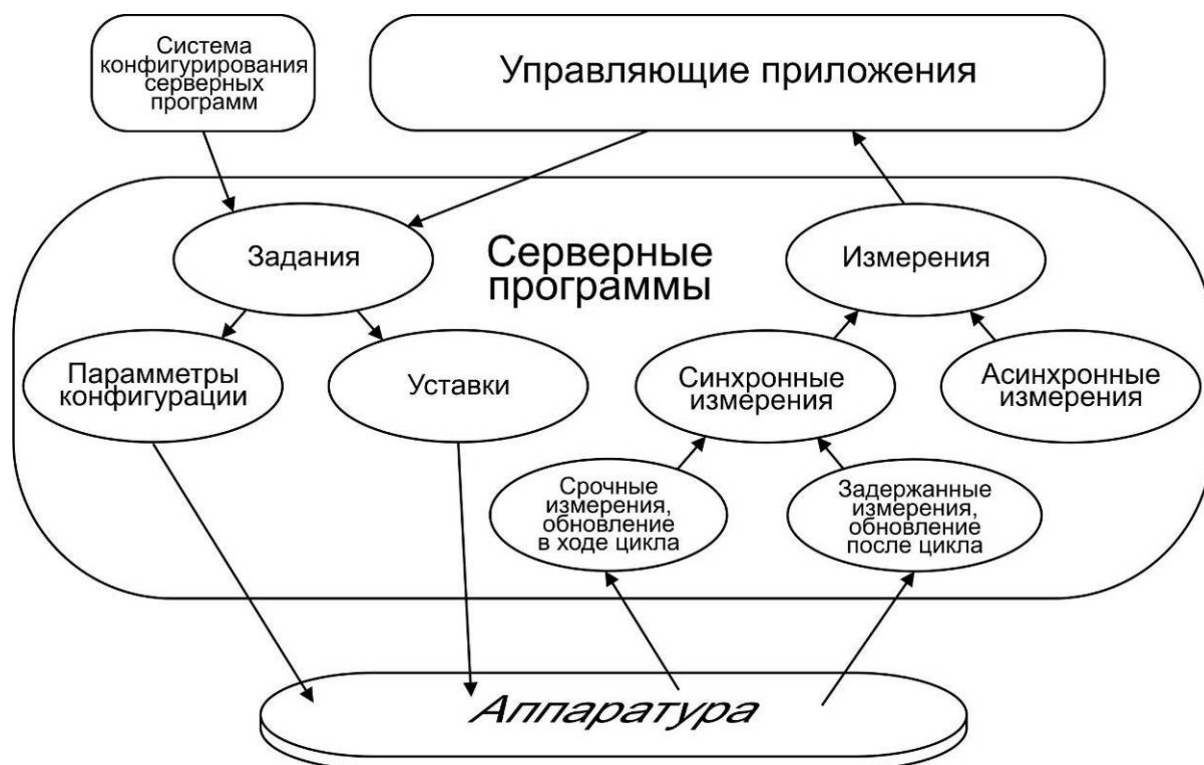 Система
конфигурирования
серверных
программ
Управляющие приложения
Задания
Серверные
программы
Измерения
Парамметры
конфигурации
Уставки
Синхронные
измерения
Асинхронные
измерения
Срочные
измерения,
обновление
в ходе цикла
Задержанные
измерения,
обновление
после цикла
Аппаратура